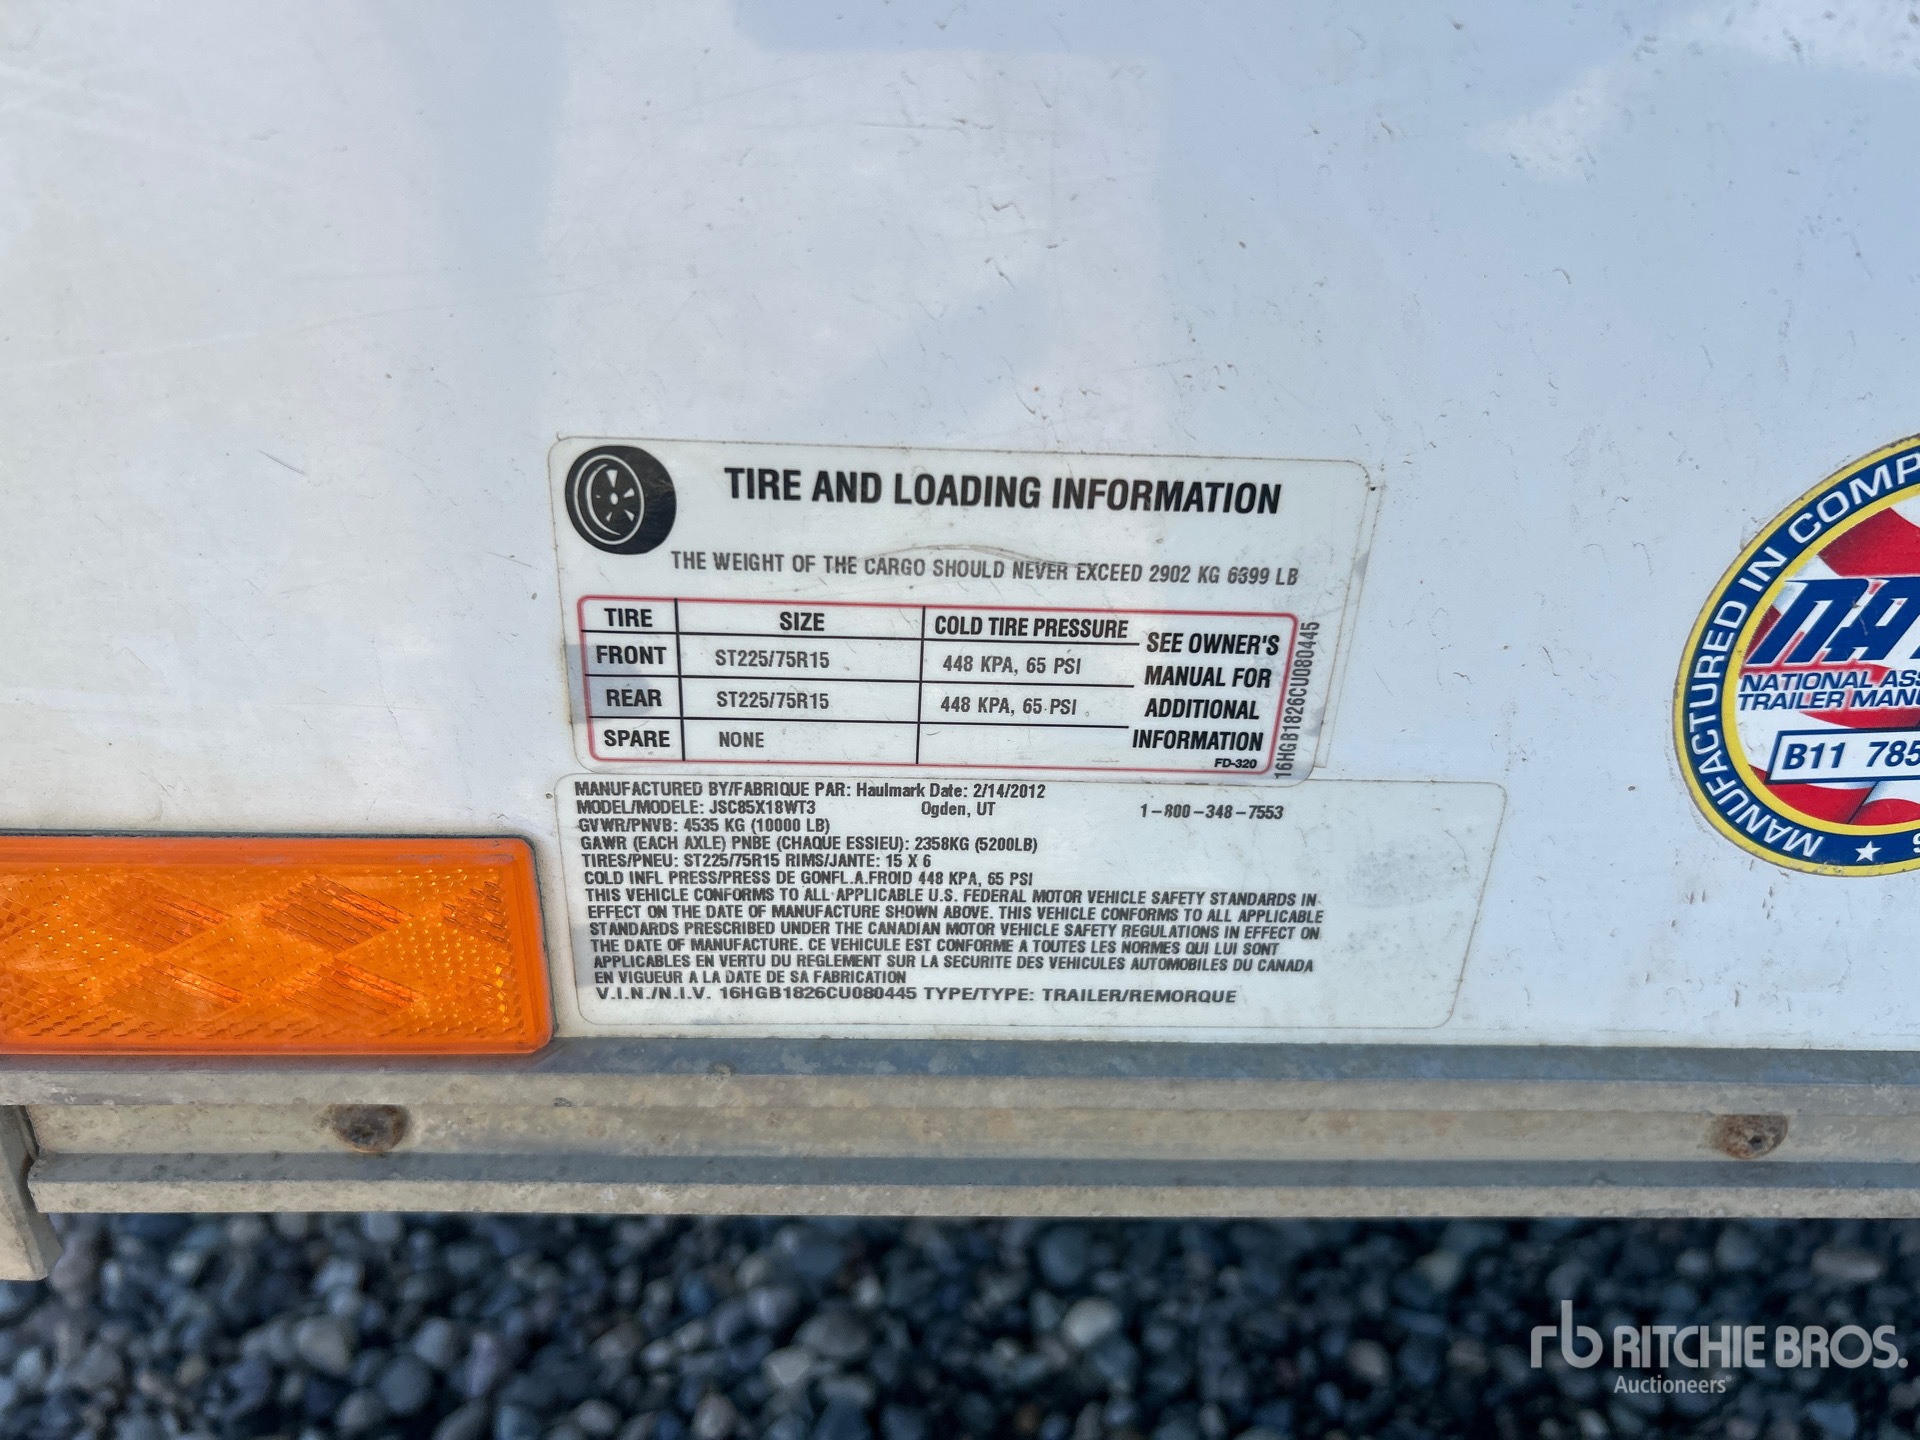 TIRE AND LOADING INFORMATION
THE WEIGHT OF THE CARGO SHOULD NEVER EXCEED 2902 KG 6399 LB
TIRE SIZE COLD TIRE PRESSURE
FRONT ST225/75R15 448 KPA, 65 PSI
REAR ST225/75R15 448 KPA, 65 PSI
SPARE NONE
SEE OWNER'S
MANUAL FOR
ADDITIONAL
INFORMATION
FD-320
16HGB1826CU080445
MANUFACTURED BY/FABRIQUE PAR: Haulmark Date: 2/14/2012
MODEL/MODELE: JSC85X18WT3 Ogden, UT 1-800-348-7553
GVWR/PNVB: 4535 KG (10000 LB)
GAWR (EACH AXLE) PNBE (CHAQUE ESSIEU): 2358KG (5200LB)
TIRES/PNEU: ST225/75R15 RIMS/JANTE: 15 X 6
COLD INFL PRESS/PRESS DE GONFL.A.FROID 448 KPA, 65 PSI
THIS VEHICLE CONFORMS TO ALL APPLICABLE U.S. FEDERAL MOTOR VEHICLE SAFETY STANDARDS IN
EFFECT ON THE DATE OF MANUFACTURE SHOWN ABOVE. THIS VEHICLE CONFORMS TO ALL APPLICABLE
STANDARDS PRESCRIBED UNDER THE CANADIAN MOTOR VEHICLE SAFETY REGULATIONS IN EFFECT ON
THE DATE OF MANUFACTURE. CE VEHICULE EST CONFORME A TOUTES LES NORMES QUI LUI SONT
APPLICABLES EN VERTU DU REGLEMENT SUR LA SECURITE DES VEHICULES AUTOMOBILES DU CANADA
EN VIGUEUR A LA DATE DE SA FABRICATION
V.I.N./N.I.V. 16HGB1826CU080445 TYPE/TYPE: TRAILER/REMORQUE
MANUFACTURED IN COMP
NA
NATIONAL ASS
TRAILER MANU
B11 785
rb RITCHIE BROS.
Auctioneers